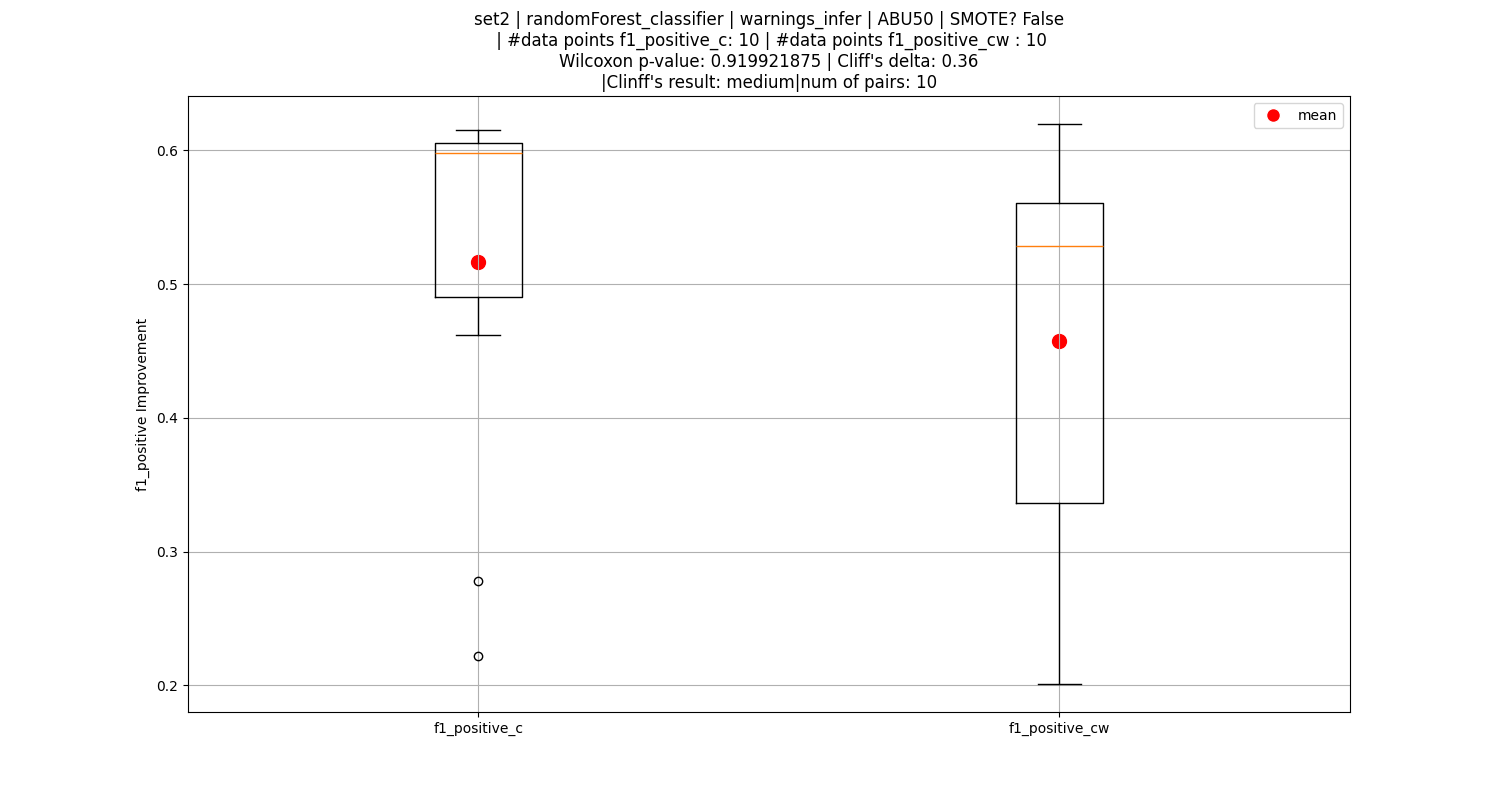 set2 | randomForest_classifier | warnings_infer | ABU50 | SMOTE? False
| #data points f1_positive_c: 10 | #data points f1_positive_cw : 10
Wilcoxon p-value: 0.919921875 | Cliff's delta: 0.36
|Clinff's result: medium|num of pairs: 10
mean
f1_positive Improvement
0.6
0.5
0.4
0.3
0.2
f1_positive_c
f1_positive_cw